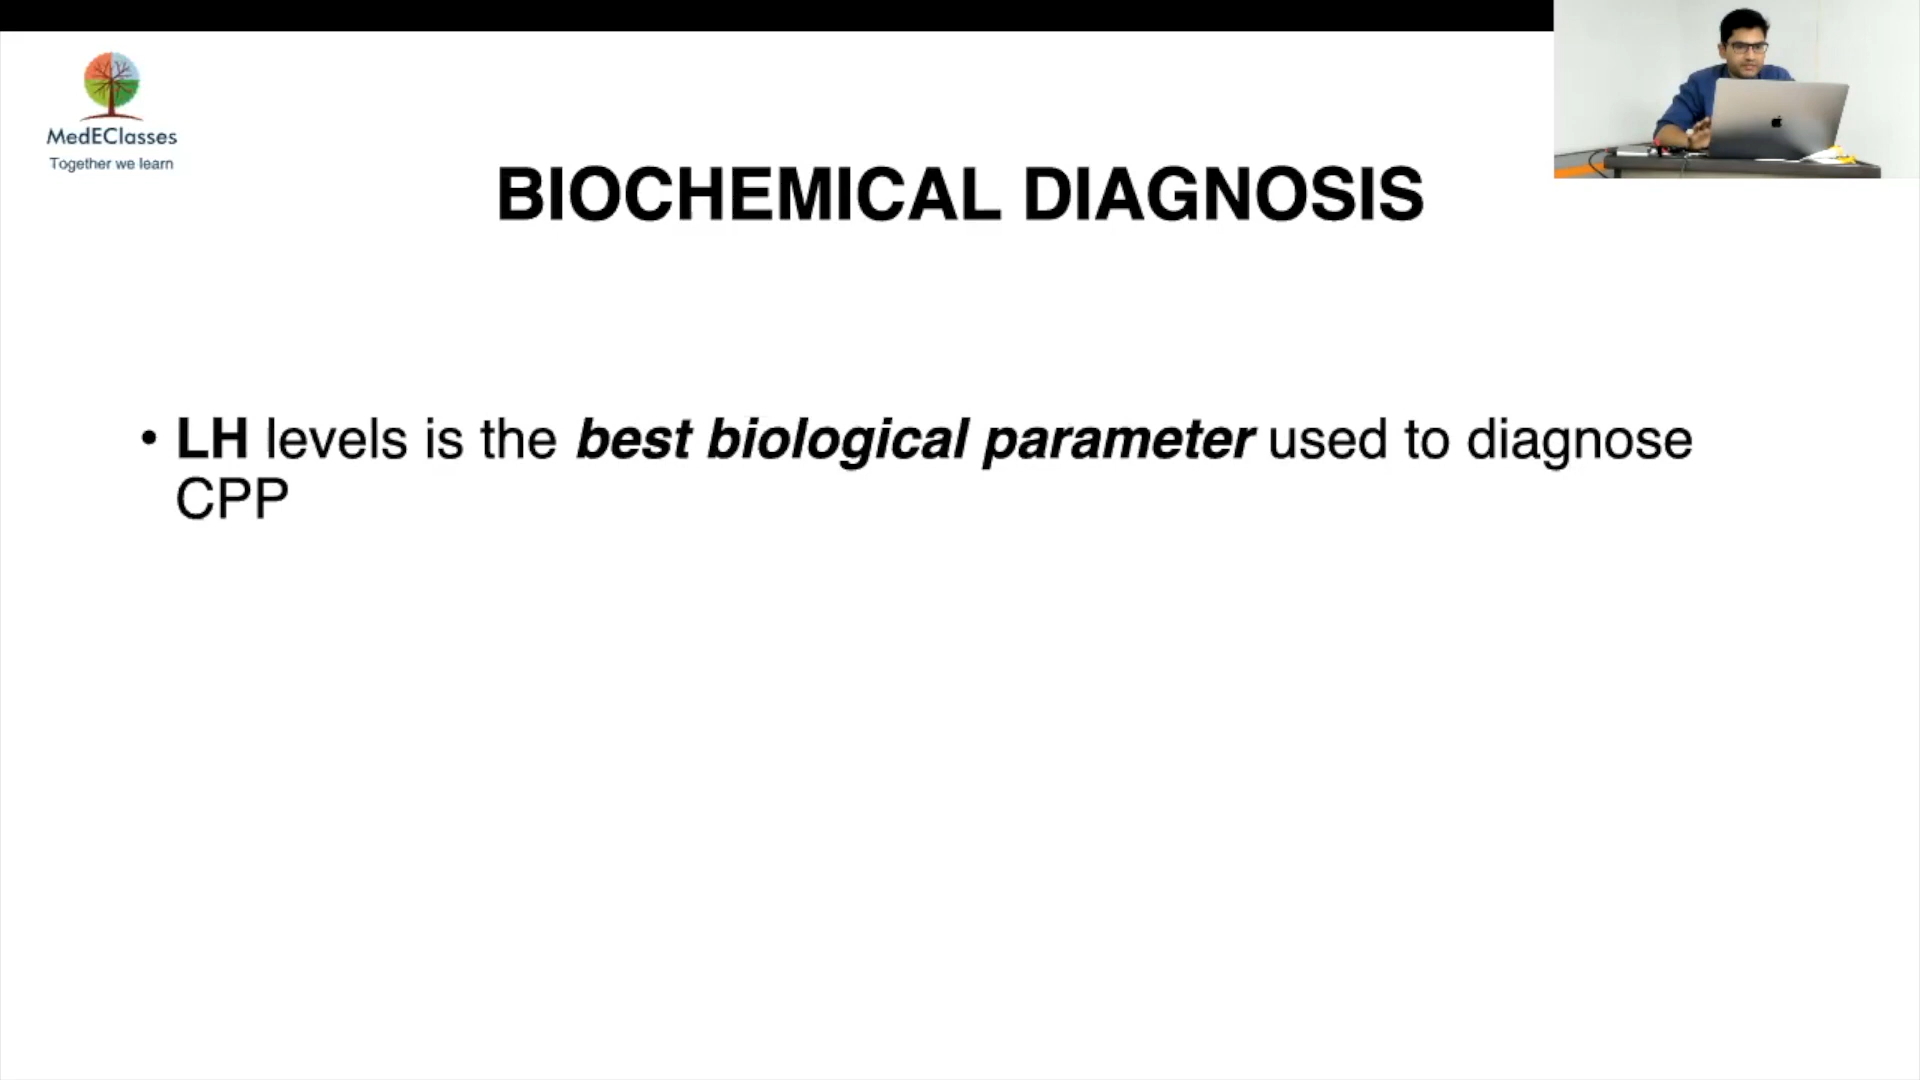 MedEClasses
Together we learn
BIOCHEMICAL DIAGNOSIS
• LH levels is the best biological parameter used to diagnose
CPP